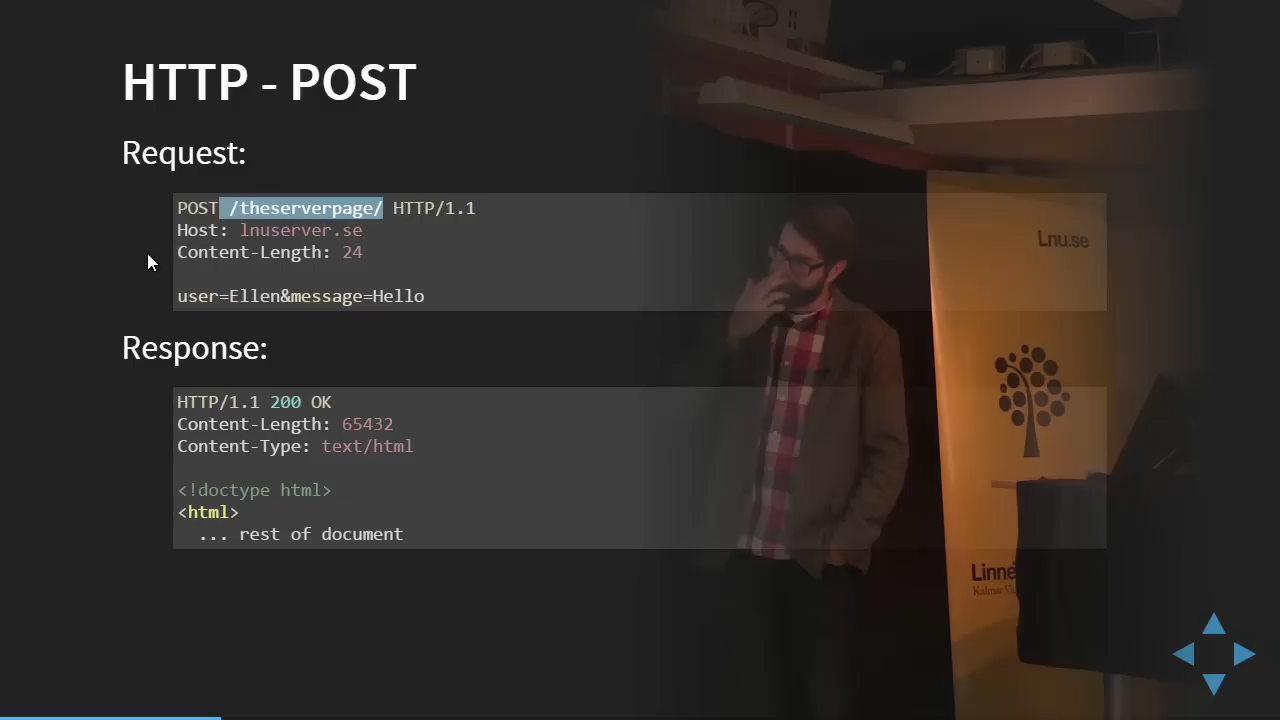 HTTP - POST
Request:
POST /theserverpage/ HTTP/1.1
Host: lnuserver.se
Content-Length: 24
user=Ellen&message=Hello
Response:
HTTP/1.1 200 OK
Content-Length: 65432
Content-Type: text/html
<!doctype html>
<html>
... rest of document
Lnu.se
Linne
Kalmar